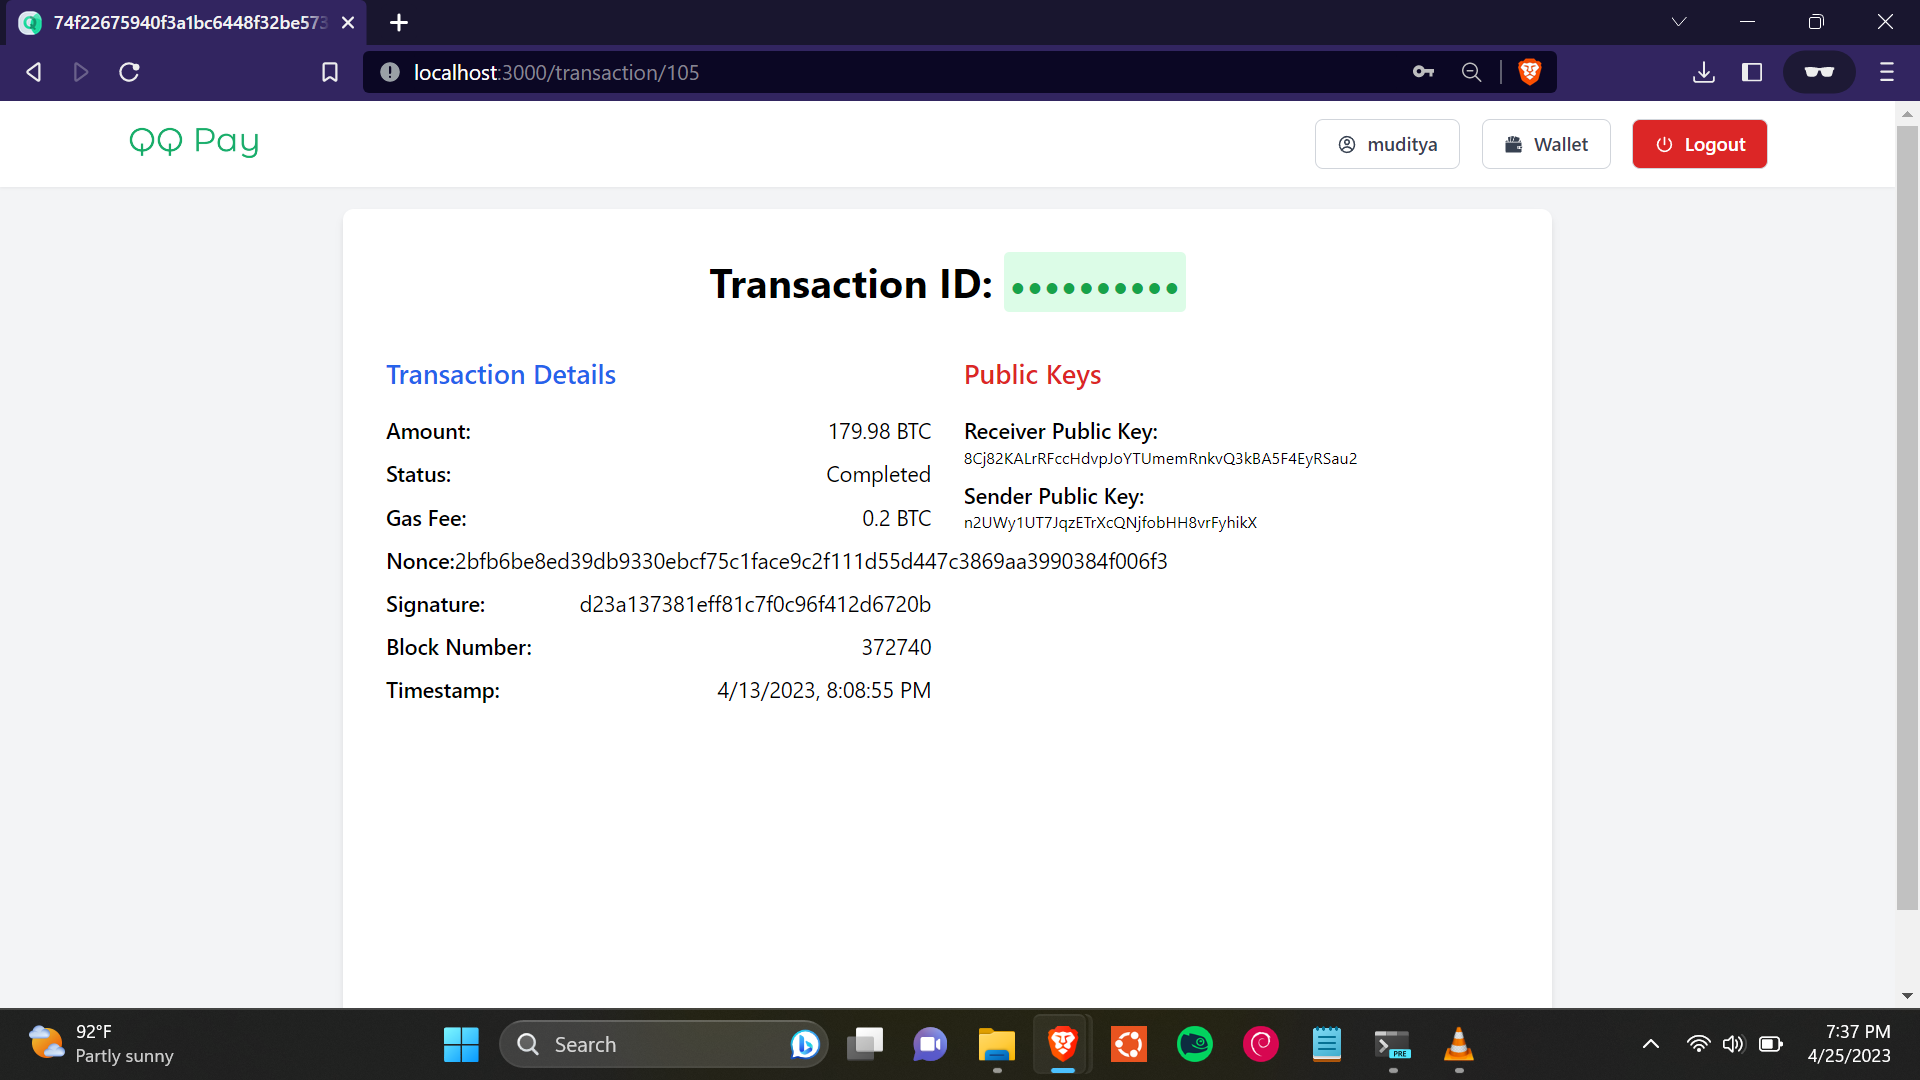 74f22675940f3a1bc6448f32be573
localhost:3000/transaction/105
QQ Pay
muditya
Wallet
Logout
Transaction ID: ••••••••••
Transaction Details
Amount: 179.98 BTC
Status: Completed
Gas Fee: 0.2 BTC
Nonce:2bfb6be8ed39db9330ebcf75c1face9c2f111d55d447c3869aa3990384f006f3
Signature: d23a137381eff81c7f0c96f412d6720b
Block Number: 372740
Timestamp: 4/13/2023, 8:08:55 PM
Public Keys
Receiver Public Key:
8Cj82KALrRFccHdvpJoYTUmemRnkvQ3kBA5F4EyRSau2
Sender Public Key:
n2UWy1UT7JqzETrXcQNjfobHH8vrFyhikX
92°F
Partly sunny
Search
PRE
7:37 PM
4/25/2023